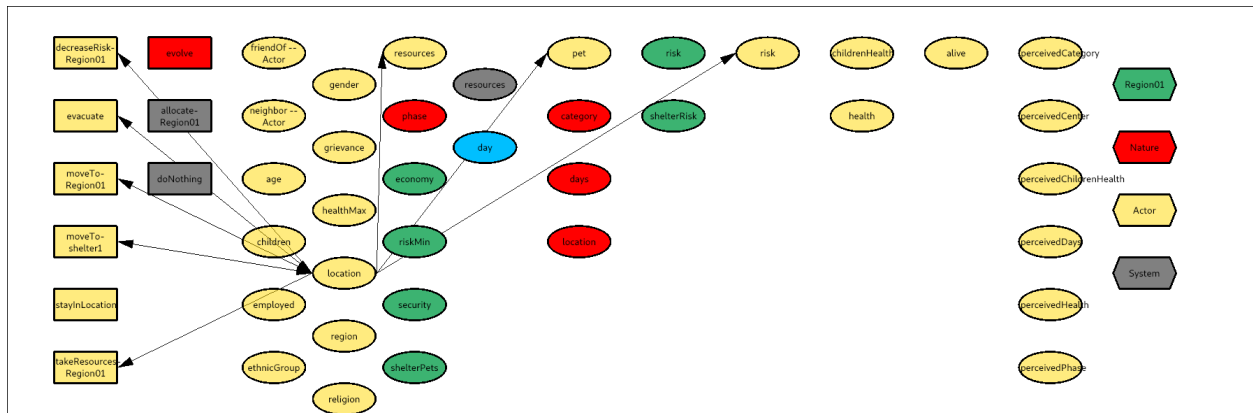 decreaseRisk-
Region01
evacuate
moveTo-
Region01
moveTo-
shelter1
stayInLocation
takeResources-
Region01
evolve
allocate-
Region01
doNothing
friendOf --
Actor
neighbor --
Actor
age
children
employed
ethnicGroup
gender
grievance
healthMax
location
region
religion
resources
phase
economy
riskMin
security
shelterPets
resources
day
pet
category
days
location
risk
shelterRisk
risk
childrenHealth
health
alive
perceivedCategory
perceivedCenter
perceivedChildrenHealth
perceivedDays
perceivedHealth
perceivedPhase
Region01
Nature
Actor
System